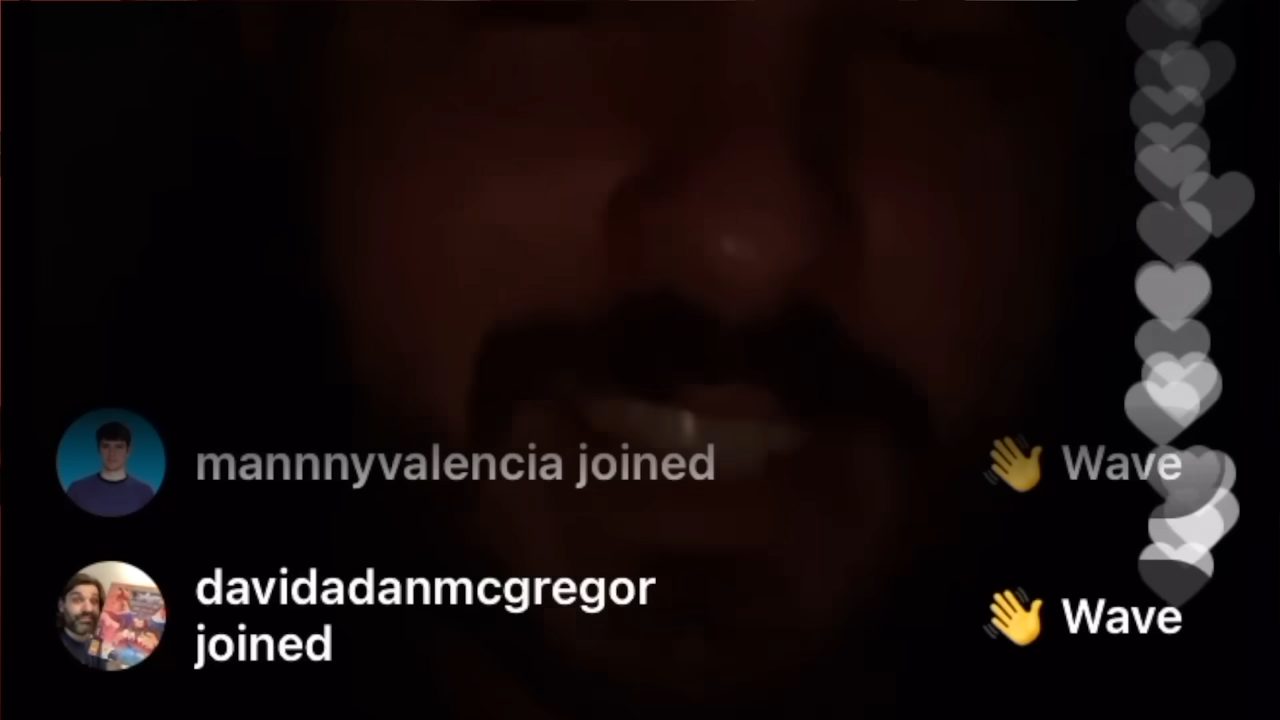 mannnyvalencia joined
👋 Wave
davidadanmcgregor
joined
👋 Wave